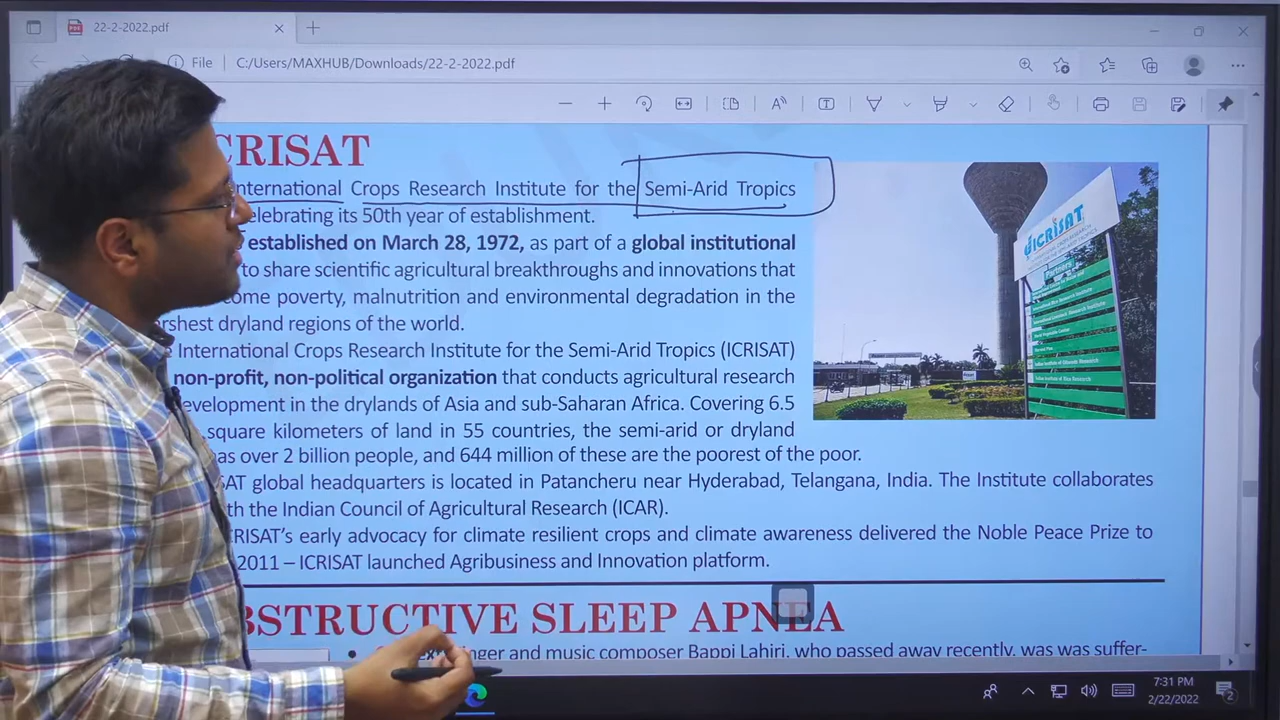 22-2-2022.pdf
File
C:/Users/MAXHUB/Downloads/22-2-2022.pdf
CRISAT
nternational Crops Research Institute for the Semi-Arid Tropics
elebrating its 50th year of establishment.
established on March 28, 1972, as part of a global institutional
to share scientific agricultural breakthroughs and innovations that
ome poverty, malnutrition and environmental degradation in the
rshest dryland regions of the world.
International Crops Research Institute for the Semi-Arid Tropics (ICRISAT)
non-profit, non-political organization that conducts agricultural research
evelopment in the drylands of Asia and sub-Saharan Africa. Covering 6.5
square kilometers of land in 55 countries, the semi-arid or dryland
as over 2 billion people, and 644 million of these are the poorest of the poor.
SAT global headquarters is located in Patancheru near Hyderabad, Telangana, India. The Institute collaborates
th the Indian Council of Agricultural Research (ICAR).
CRISAT's early advocacy for climate resilient crops and climate awareness delivered the Noble Peace Prize to
2011 – ICRISAT launched Agribusiness and Innovation platform.
ICRISAT
Partners
BSTRUCTIVE SLEEP APNEA
inger and music composer Bappi Lahiri, who passed away recently, was was suffer-
7:31 PM
2/22/2022
2